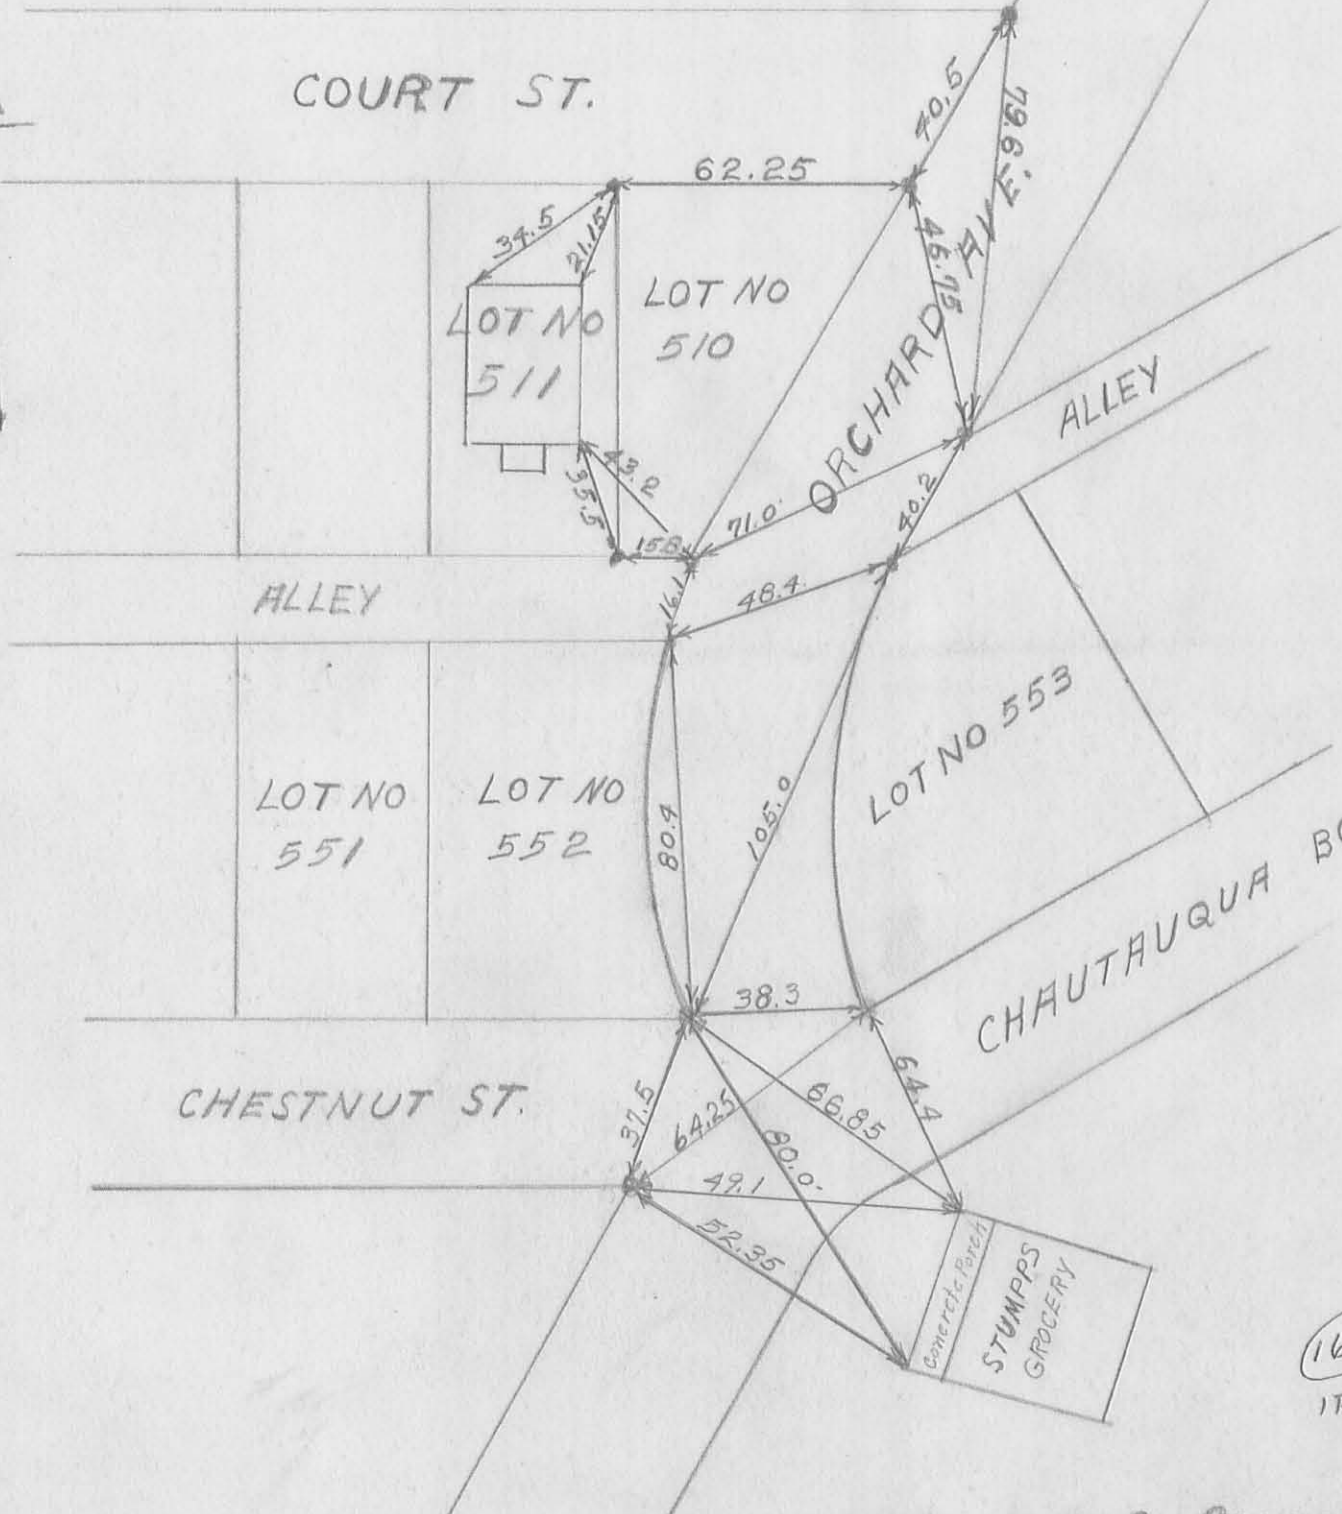 COURT ST.
40.5
79.6
62.25
34.5
21.15
46.75
LOT NO
510
LOT NO
511
ORCHARD AVE.
ALLEY
43.2
35.5
15.8
71.0
40.2
16.1
48.4
ALLEY
LOT NO 553
LOT NO
551
LOT NO
552
80.4
105.0
38.3
CHAUTAUQUA
CHESTNUT ST.
37.5
64.25
66.85
64.4
80.0
49.1
52.35
Concrete Porch
STUMPPS
GROCERY